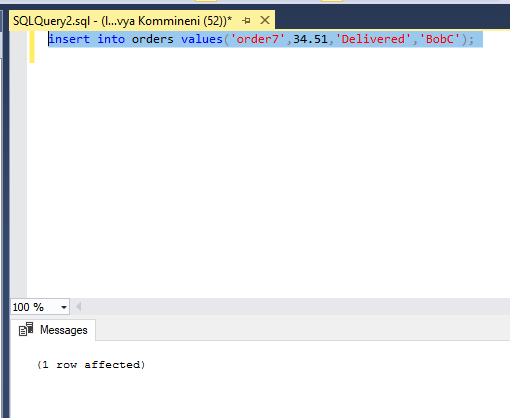 SQLQuery2.sql - (l...vya Kommineni (52))*
insert into orders values('order7',34.51,'Delivered','BobC');
100 %
Messages
(1 row affected)